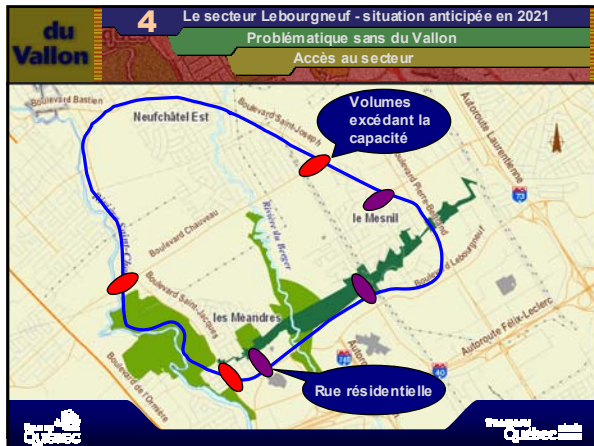 du
Vallon
4
Le secteur Lebourgneuf - situation anticipée en 2021
Problématique sans du Vallon
Accès au secteur
Boulevard Bastien
Neufchâtel Est
Boulevard Saint-Joseph
Volumes
excédant la
capacité
Autoroute Laurentienne
Boulevard Pierre-Bertrand
73
le Mesnil
Boulevard Chauveau
Rivière du Berger
Boulevard Lebourgneuf
Boulevard Saint-Jacques
les Méandres
Autoroute Félix-Leclerc
740
40
Boulevard de l'Ormière
Rue résidentielle
QUÉBEC
Québec